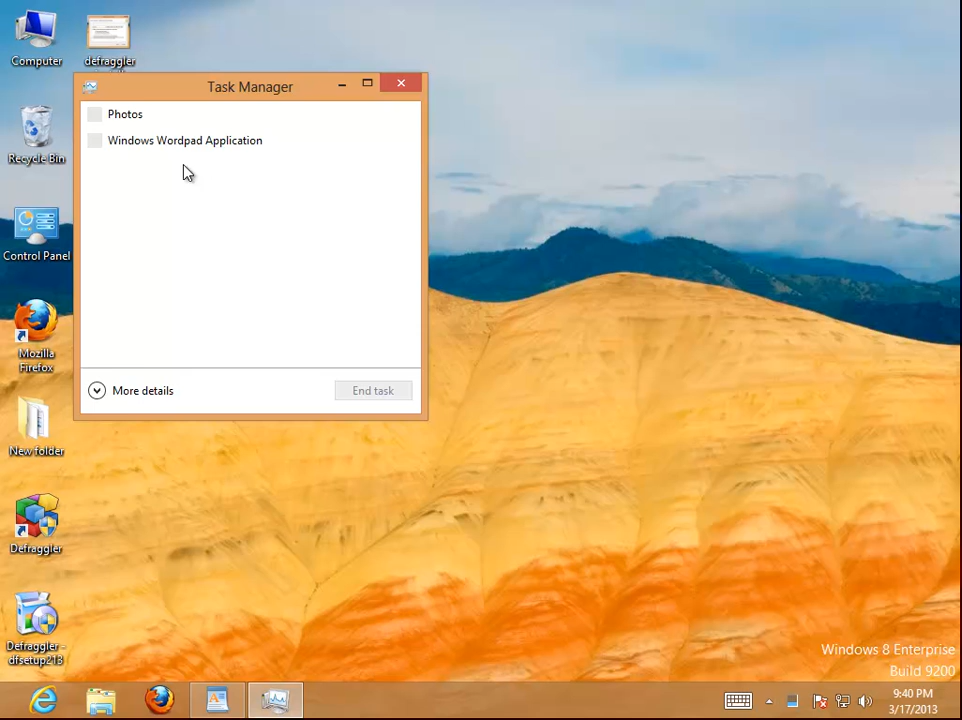 Computer
defraggler
Task Manager
Photos
Windows Wordpad Application
Recycle Bin
Control Panel
Mozilla
Firefox
More details
End task
New folder
Defraggler
Defraggler -
dfsetup213
Windows 8 Enterprise
Build 9200
9:40 PM
3/17/2013